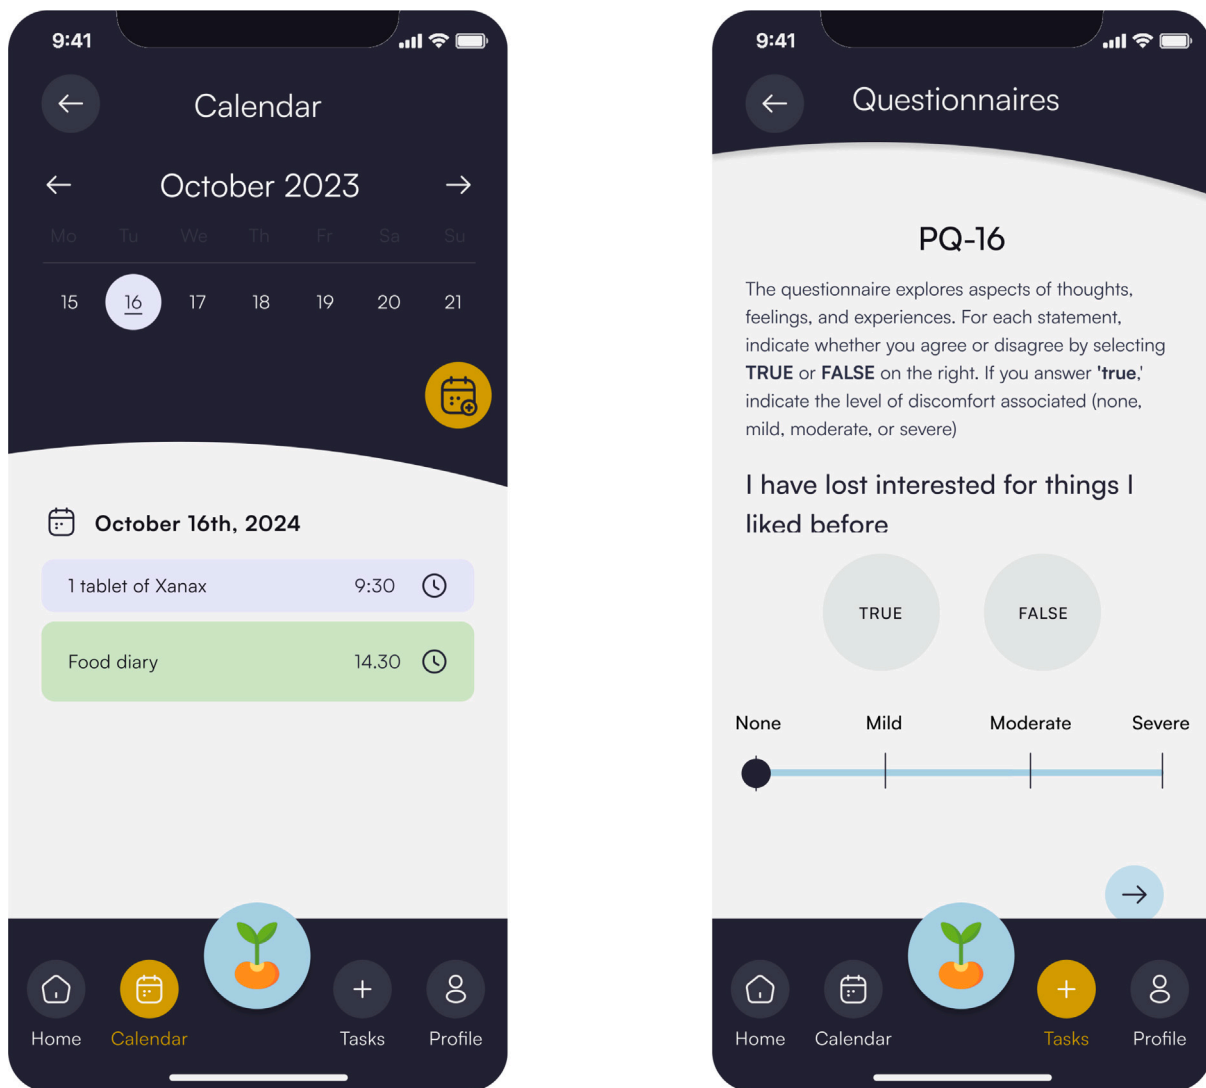 9:41
Calendar
October 2023
Mo Tu We Th Fr Sa Su
15 16 17 18 19 20 21
October 16th, 2024
1 tablet of Xanax 9:30
Food diary 14.30
Home Calendar Tasks Profile
9:41
Questionnaires
PQ-16
The questionnaire explores aspects of thoughts,
feelings, and experiences. For each statement,
indicate whether you agree or disagree by selecting
TRUE or FALSE on the right. If you answer 'true,'
indicate the level of discomfort associated (none,
mild, moderate, or severe)
I have lost interested for things I
liked before
TRUE FALSE
None Mild Moderate Severe
Home Calendar Tasks Profile